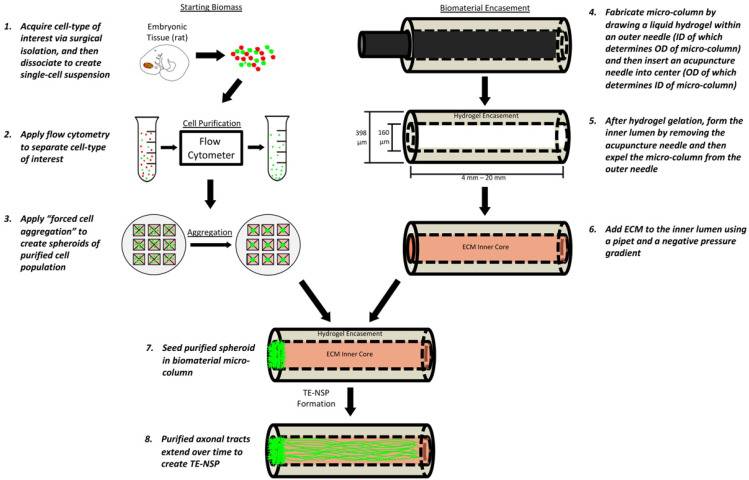 Starting Biomass
1. Acquire cell-type of
interest via surgical
isolation, and then
dissociate to create
single-cell suspension
Embryonic
Tissue (rat)
2. Apply flow cytometry
to separate cell-type
of interest
Cell Purification
Flow
Cytometer
3. Apply “forced cell
aggregation” to
create spheroids of
purified cell
population
Aggregation
Biomaterial Encasement
4. Fabricate micro-column by
drawing a liquid hydrogel within
an outer needle (ID of which
determines OD of micro-column)
and then insert an acupuncture
needle into center (OD of which
determines ID of micro-column)
Hydrogel Encasement
398
μm
160
μm
4 mm – 20 mm
5. After hydrogel gelation, form the
inner lumen by removing the
acupuncture needle and then
expel the micro-column from the
outer needle
ECM Inner Core
6. Add ECM to the inner lumen using
a pipet and a negative pressure
gradient
7. Seed purified spheroid
in biomaterial micro-
column
Hydrogel Encasement
ECM Inner Core
TE-NSP
Formation
8. Purified axonal tracts
extend over time to
create TE-NSP